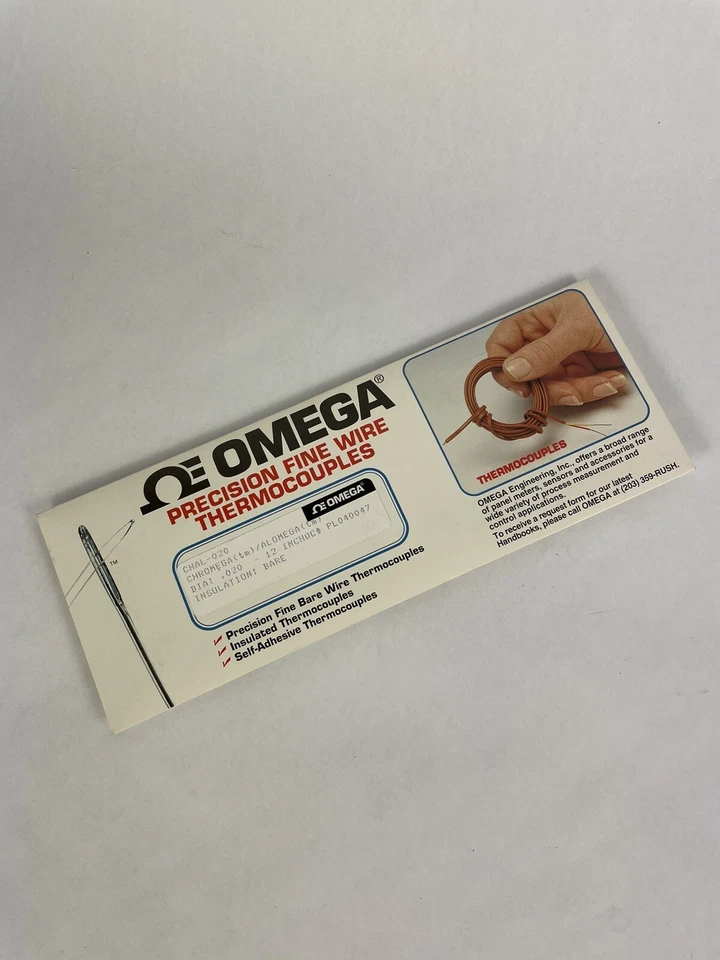 ΩE OMEGA®
PRECISION FINE WIRE
THERMOCOUPLES
™
ΩE OMEGA®
CHAL-020
CHROMEGA(tm)/ALOMEGA(tm)
DIA: .020 - 12 INCHUC# PL040047
INSULATION: BARE
Precision Fine Bare Wire Thermocouples
Insulated Thermocouples
Self-Adhesive Thermocouples
THERMOCOUPLES
OMEGA Engineering, Inc., offers a broad range
of panel meters, sensors and accessories for a
wide variety of process measurement and
control applications.
To receive a request form for our latest
Handbooks, please call OMEGA at (203) 359-RUSH.